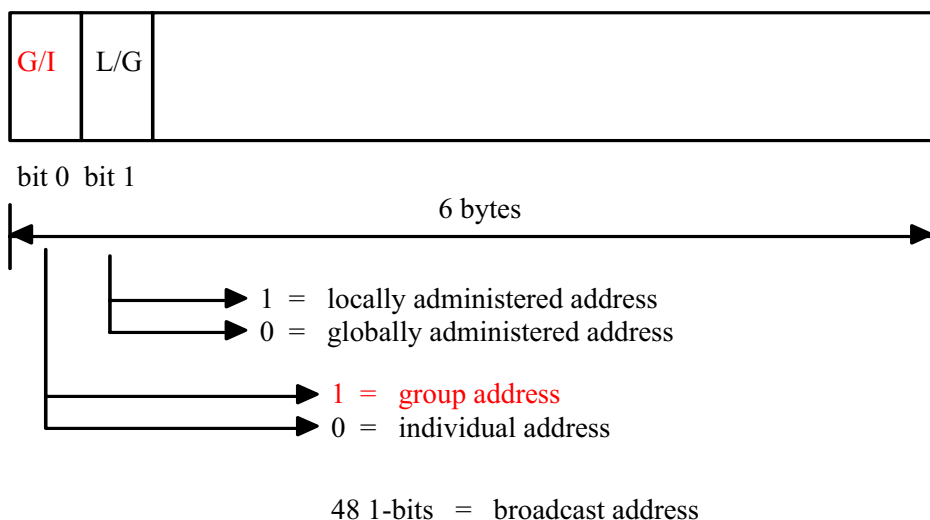 G/I L/G
bit 0 bit 1
6 bytes
1 = locally administered address
0 = globally administered address
1 = group address
0 = individual address
48 1-bits = broadcast address